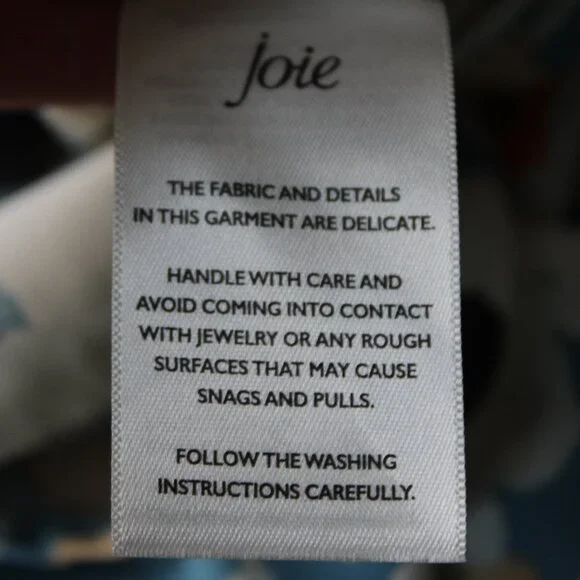 Joie
THE FABRIC AND DETAILS
IN THIS GARMENT ARE DELICATE.
HANDLE WITH CARE AND
AVOID COMING INTO CONTACT
WITH JEWELRY OR ANY ROUGH
SURFACES THAT MAY CAUSE
SNAGS AND PULLS.
FOLLOW THE WASHING
INSTRUCTIONS CAREFULLY.